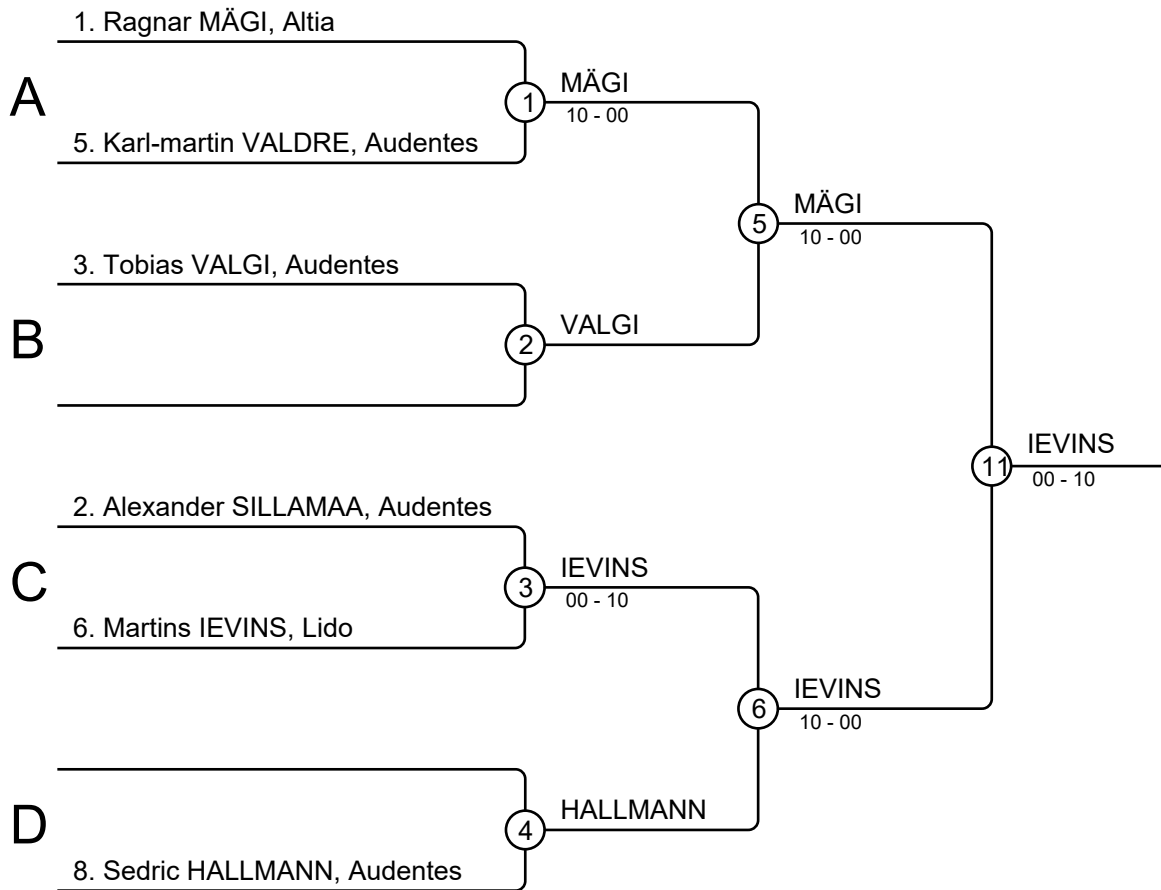 1. Ragnar MÄGI, Altia
A
1
MÄGI
10 - 00
5. Karl-martin VALDRE, Audentes
5
MÄGI
10 - 00
3. Tobias VALGI, Audentes
B
2
VALGI
11
IEVINS
00 - 10
2. Alexander SILLAMAA, Audentes
C
3
IEVINS
00 - 10
6. Martins IEVINS, Lido
6
IEVINS
10 - 00
D
4
HALLMANN
8. Sedric HALLMANN, Audentes